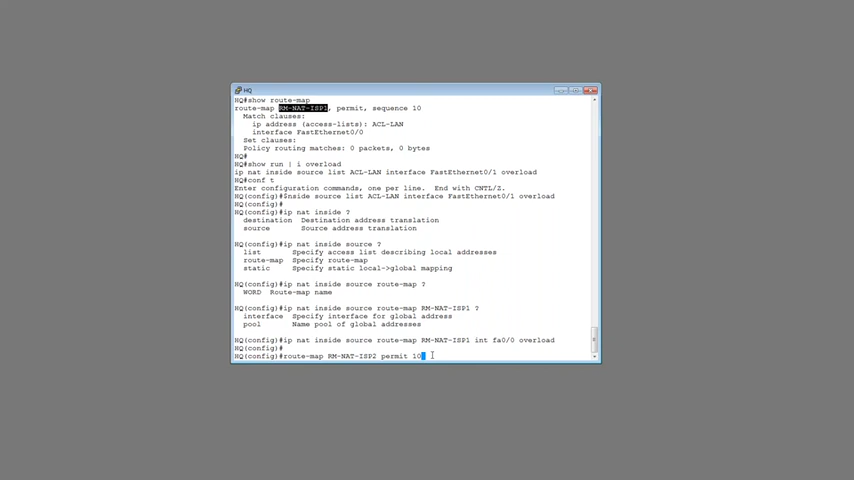 HQ
HQ#show route-map
route-map RM-NAT-ISP1, permit, sequence 10
Match clauses:
ip address (access-lists): ACL-LAN
interface FastEthernet0/0
Set clauses:
Policy routing matches: 0 packets, 0 bytes
HQ#
HQ#show run | i overload
ip nat inside source list ACL-LAN interface FastEthernet0/1 overload
HQ#conf t
Enter configuration commands, one per line.  End with CNTL/Z.
HQ(config)#$nside source list ACL-LAN interface FastEthernet0/1 overload
HQ(config)#
HQ(config)#ip nat inside ?
destination  Destination address translation
source       Source address translation
HQ(config)#ip nat inside source ?
list       Specify access list describing local addresses
route-map  Specify route-map
static     Specify static local->global mapping
HQ(config)#ip nat inside source route-map ?
WORD  Route-map name
HQ(config)#ip nat inside source route-map RM-NAT-ISP1 ?
interface  Specify interface for global address
pool       Name pool of global addresses
HQ(config)#ip nat inside source route-map RM-NAT-ISP1 int fa0/0 overload
HQ(config)#
HQ(config)#route-map RM-NAT-ISP2 permit 10